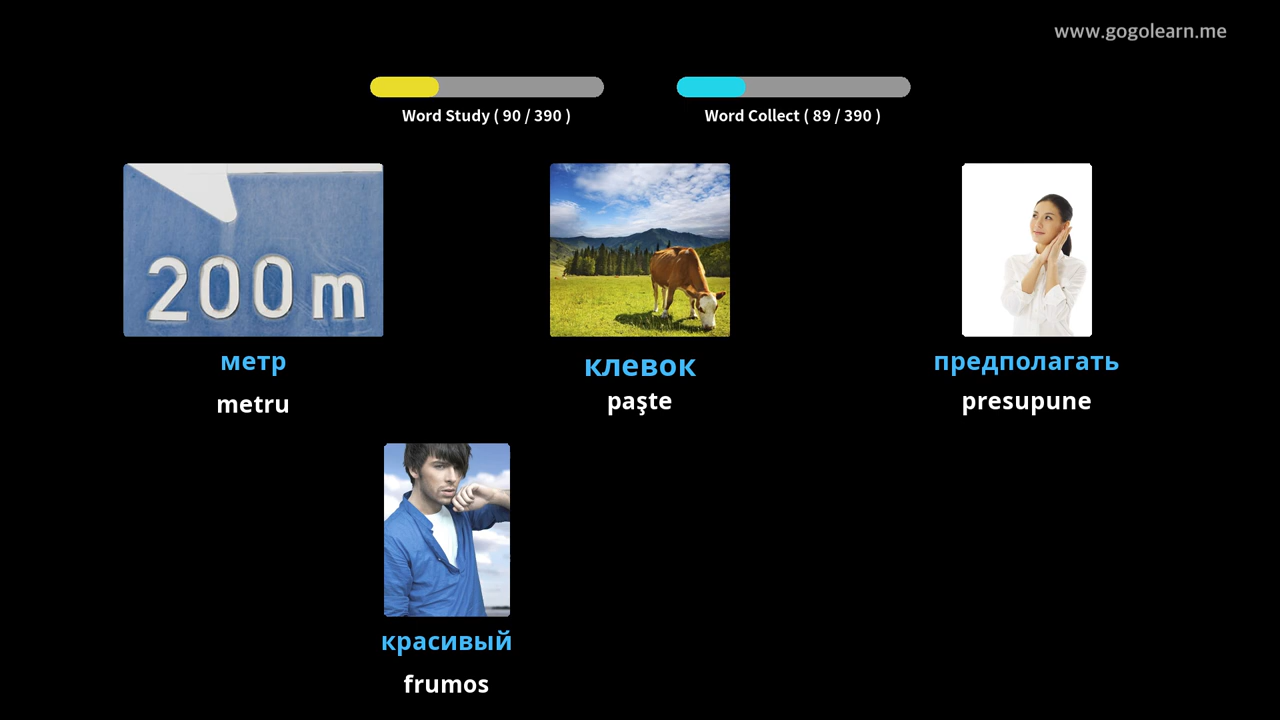 www.gogolearn.me
Word Study ( 90 / 390 )
Word Collect ( 89 / 390 )
200 m
метр
metru
клевок
paşte
предполагать
presupune
красивый
frumos